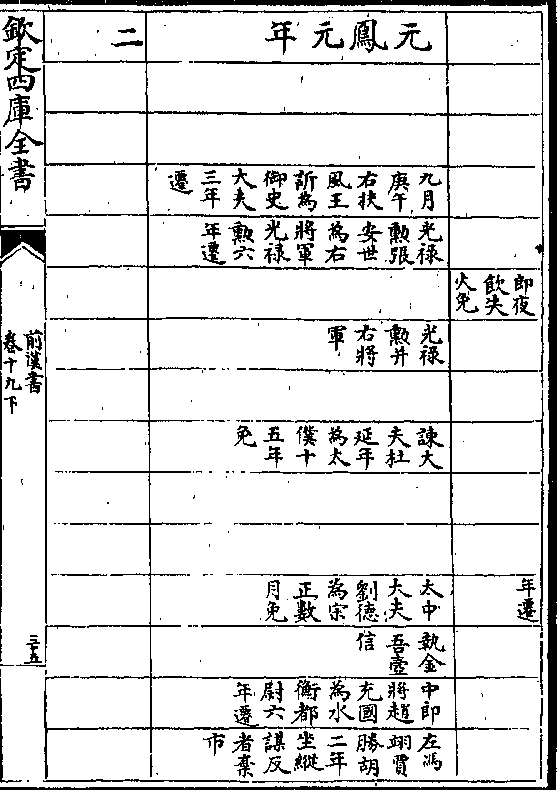 即夜
飲失
火免
年遷
元鳳元年
九月
庚午
右扶
風王
訢為
御史
大夫
三年
遷
光禄
勲張
安世
為右
將軍
光禄
勲六
年遷
光禄
勲并
右將
軍
諫大
夫杜
延年
為太
僕十
五年
免
太中
大夫
劉德
為宗
正數
月免
執金
吾壺
信
中郎
將趙
充國
為水
衡都
尉六
年遷
左馮
翊賈
勝胡
二年
坐縱
謀反
者棄
市
二
欽定四庫全書
前漢書
卷十九下
三十五